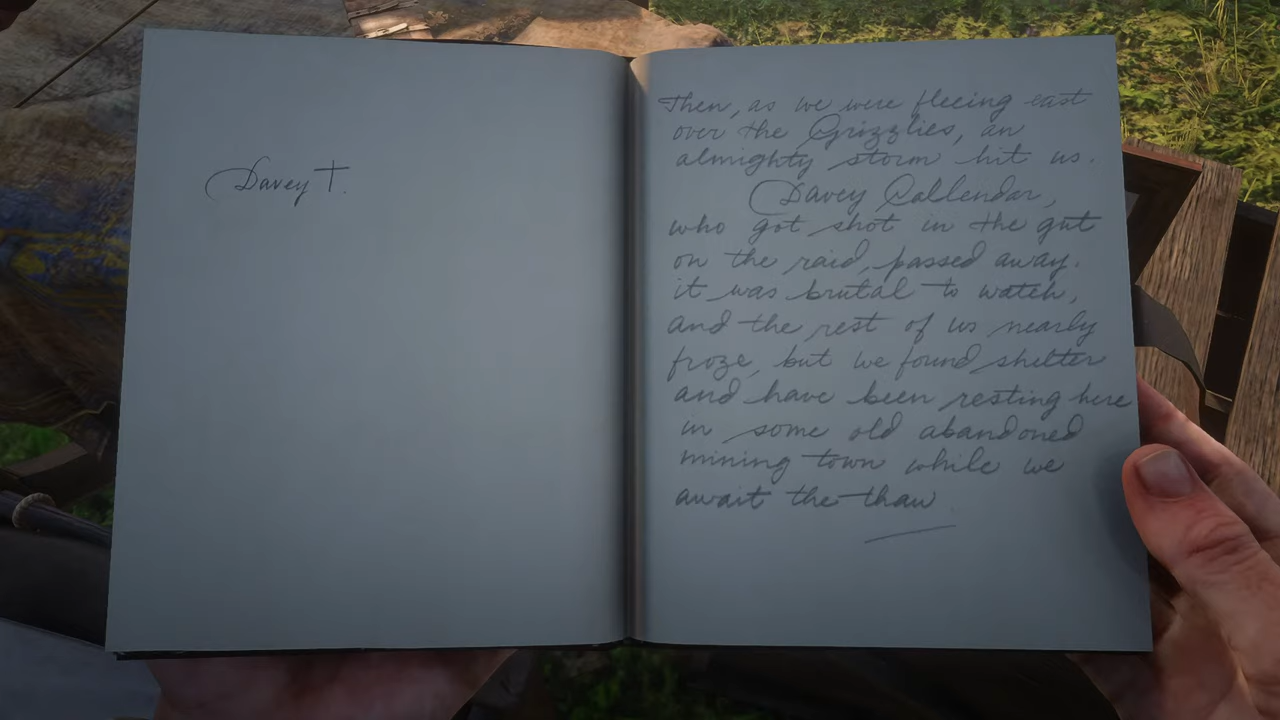 Davey T.
Then, as we were fleeing east
over the Grizzlies, an
almighty storm hit us.
Davey Callendar,
who got shot in the gut
on the raid, passed away.
it was brutal to watch,
and the rest of us nearly
froze, but we found shelter
and have been resting here
in some old abandoned
mining town while we
await the thaw